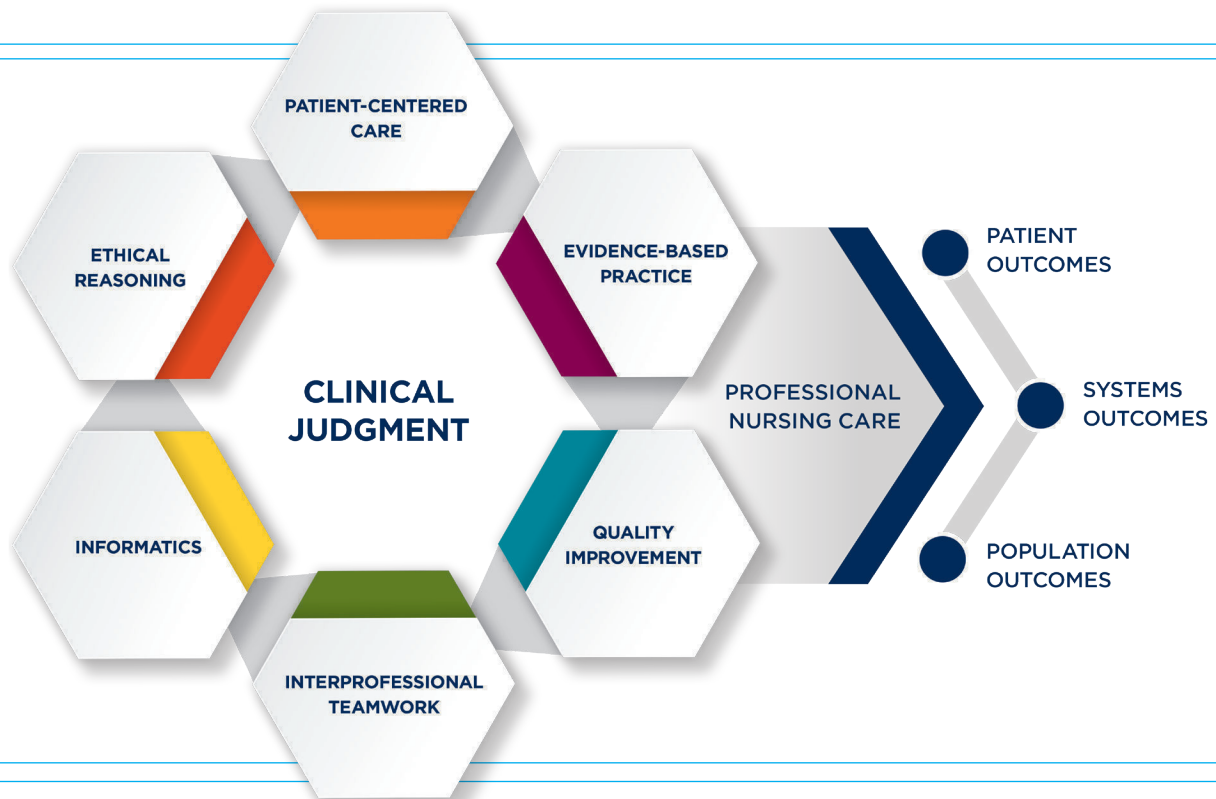 PATIENT-CENTERED
CARE
ETHICAL
REASONING
EVIDENCE-BASED
PRACTICE
CLINICAL
JUDGMENT
INFORMATICS
QUALITY
IMPROVEMENT
INTERPROFESSIONAL
TEAMWORK
PROFESSIONAL
NURSING CARE
PATIENT
OUTCOMES
SYSTEMS
OUTCOMES
POPULATION
OUTCOMES